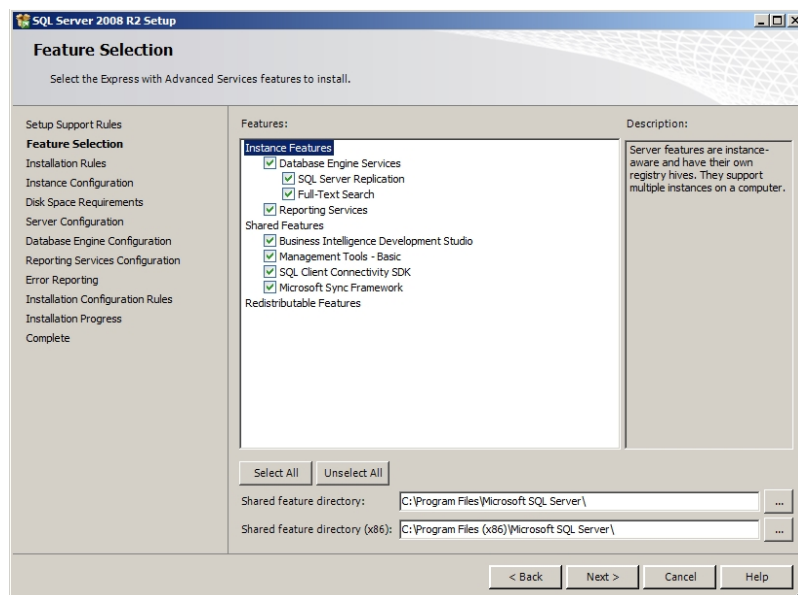 SQL Server 2008 R2 Setup
Feature Selection
Select the Express with Advanced Services features to install.
Setup Support Rules
Feature Selection
Installation Rules
Instance Configuration
Disk Space Requirements
Server Configuration
Database Engine Configuration
Reporting Services Configuration
Error Reporting
Installation Configuration Rules
Installation Progress
Complete
Features:
Instance Features
Database Engine Services
SQL Server Replication
Full-Text Search
Reporting Services
Shared Features
Business Intelligence Development Studio
Management Tools - Basic
SQL Client Connectivity SDK
Microsoft Sync Framework
Redistributable Features
Description:
Server features are instance-
aware and have their own
registry hives. They support
multiple instances on a computer.
Select All
Unselect All
Shared feature directory: C:\Program Files\Microsoft SQL Server\ ...
Shared feature directory (x86): C:\Program Files (x86)\Microsoft SQL Server\ ...
< Back
Next >
Cancel
Help